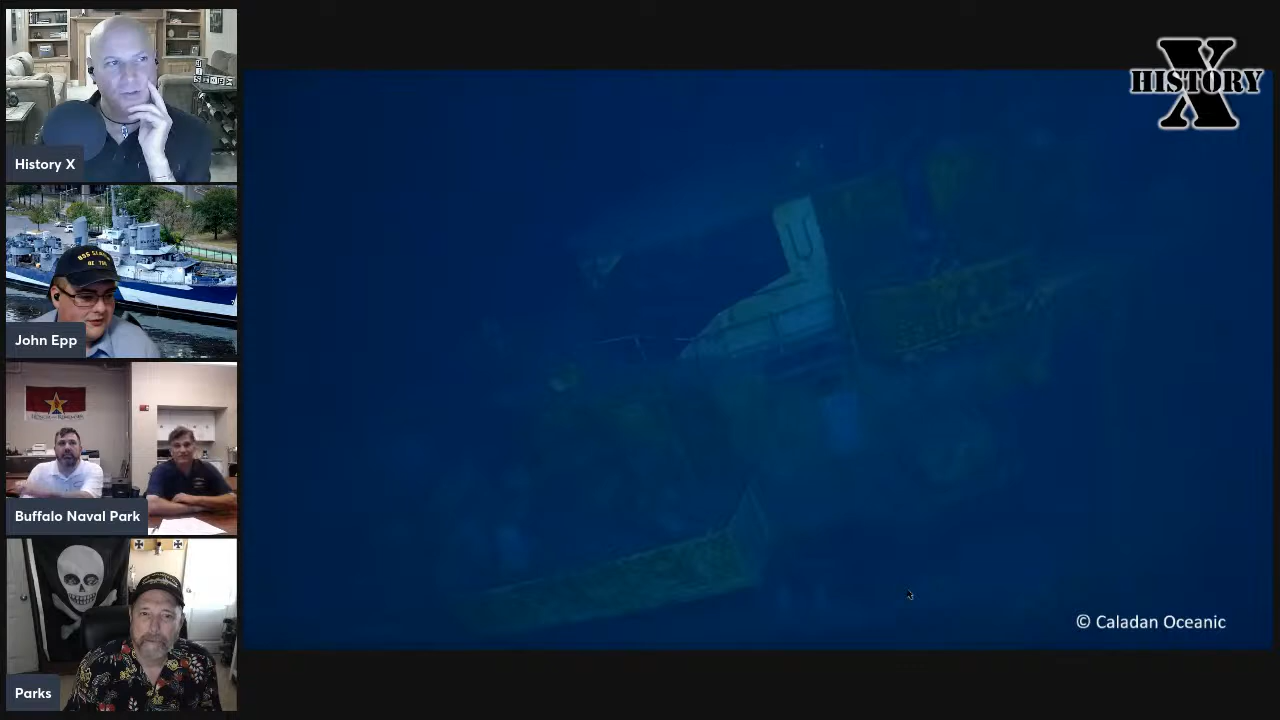 X
HISTORY
History X
John Epp
Buffalo Naval Park
Parks
© Caladan Oceanic